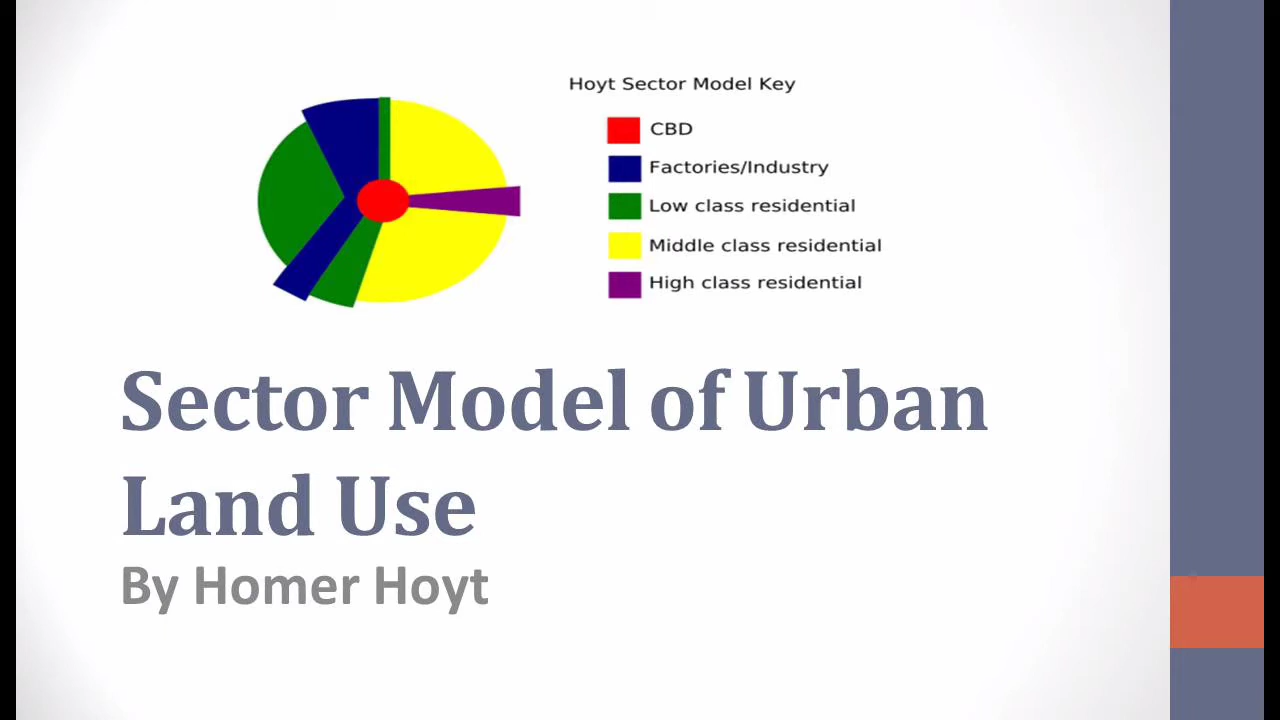 Hoyt Sector Model Key
CBD
Factories/Industry
Low class residential
Middle class residential
High class residential
Sector Model of Urban
Land Use
By Homer Hoyt